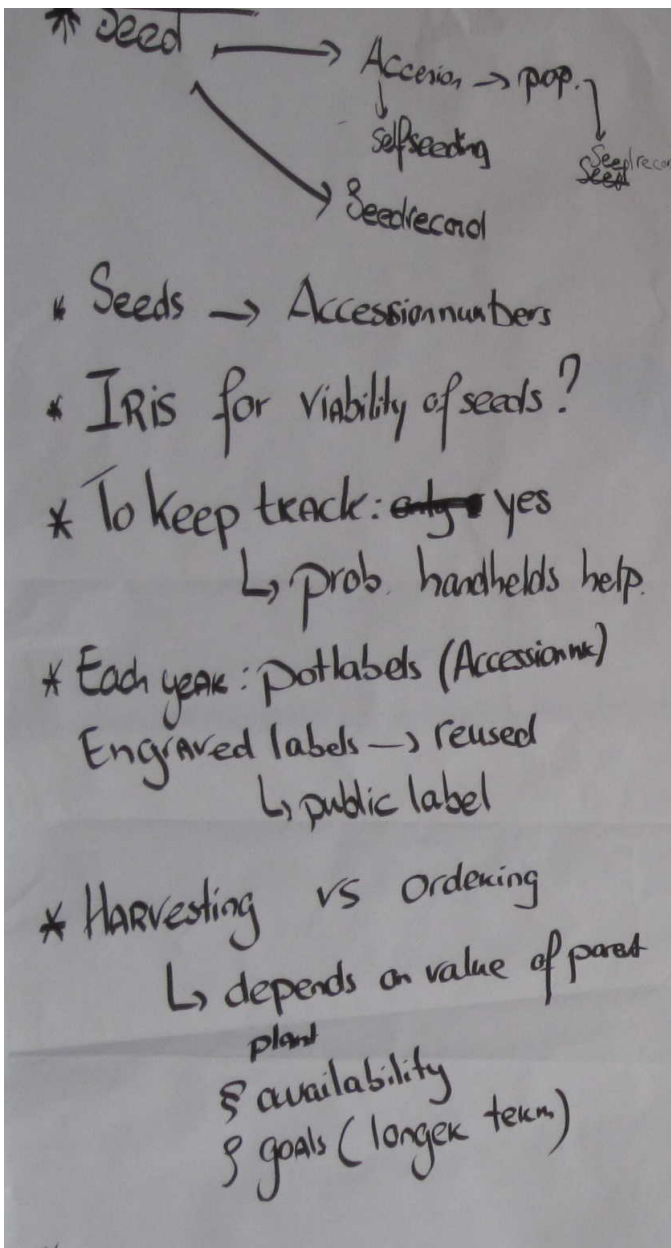 * Seed → Accesion → pop.
↓ selfseeding
Seedrecord
Seedrecord
* Seeds → Accessionnumbers
* IRis for viability of seeds?
* To keep track: yes
↳ prob. handhelds help.
* Each year: potlabels (Accessionnr)
Engraved labels → reused
↳ public label
* HARvesting vs Ordering
↳ depends on value of parent
plant
& availability
& goals (longer term)